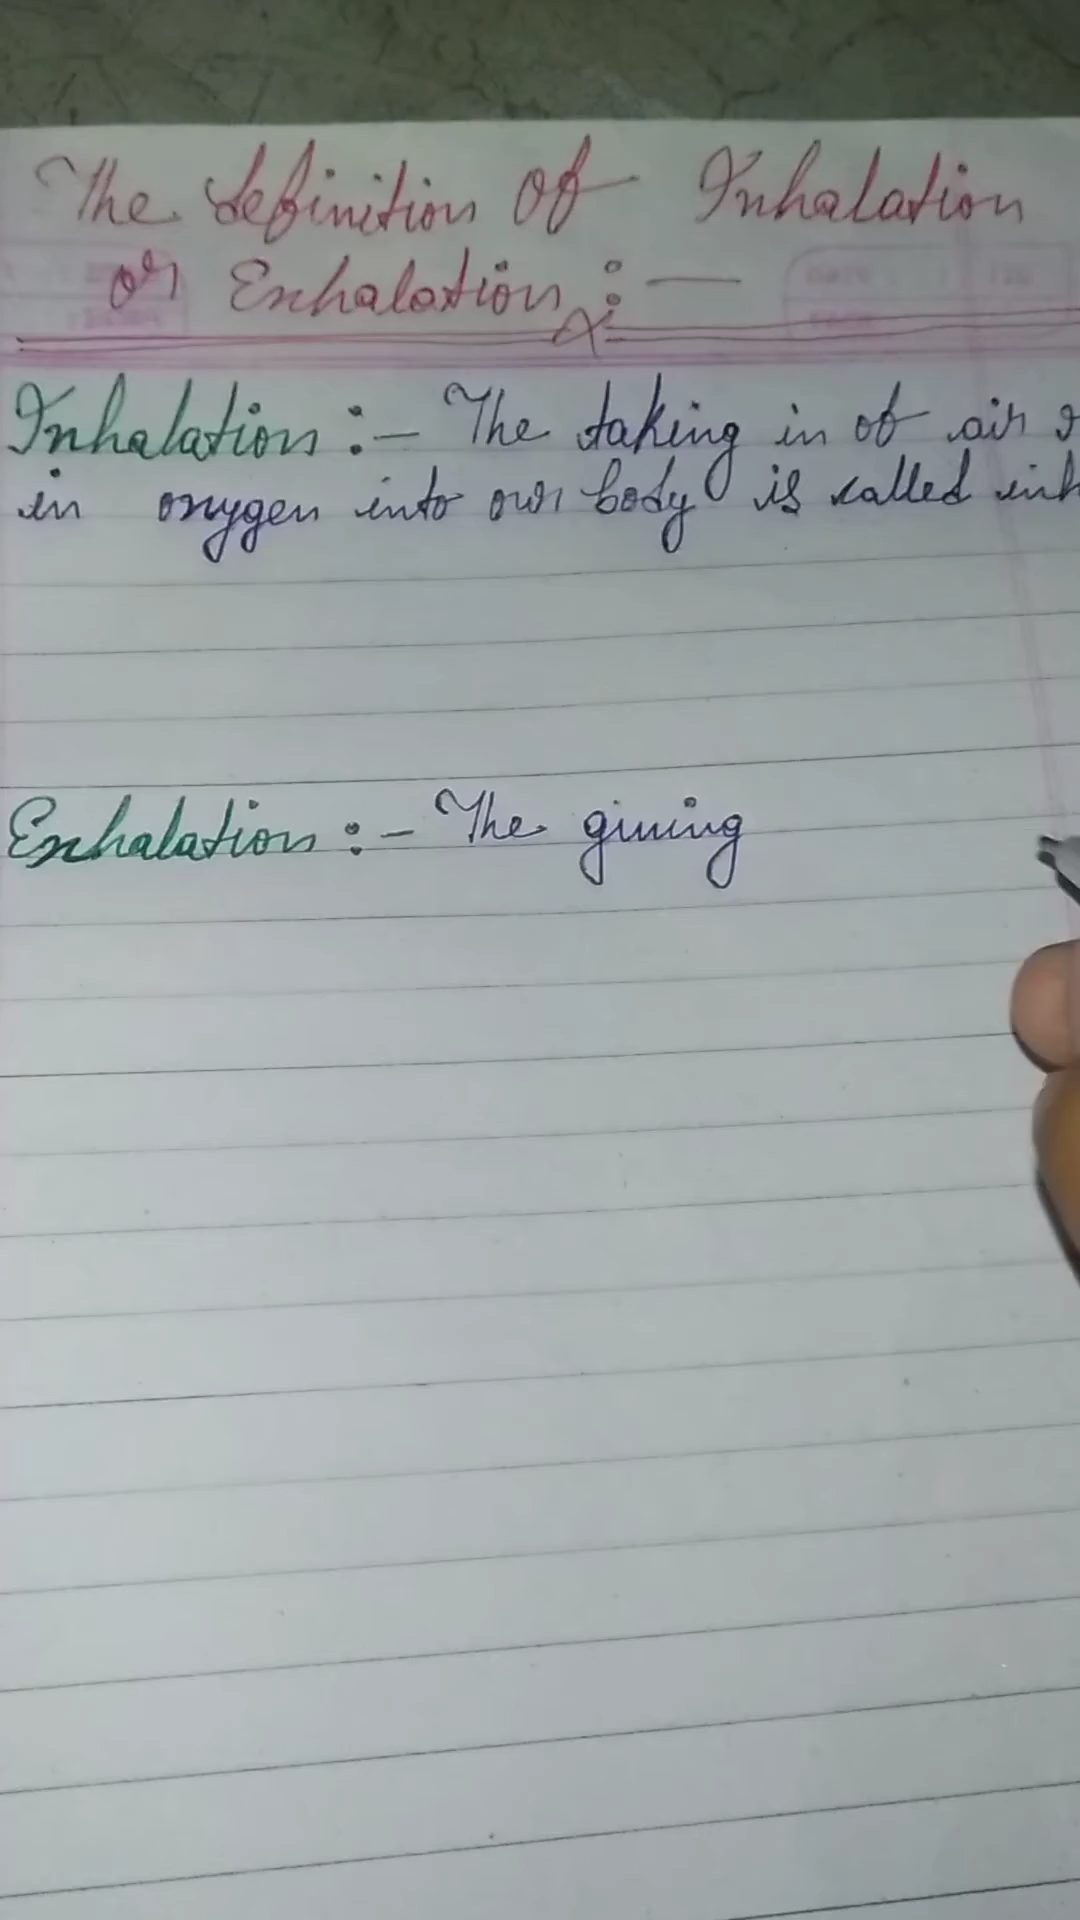 The definition Of Inhalation
or Exhalation : —
Inhalation :- The taking in of air
in oxygen into our body is called
Exhalation :- The giving